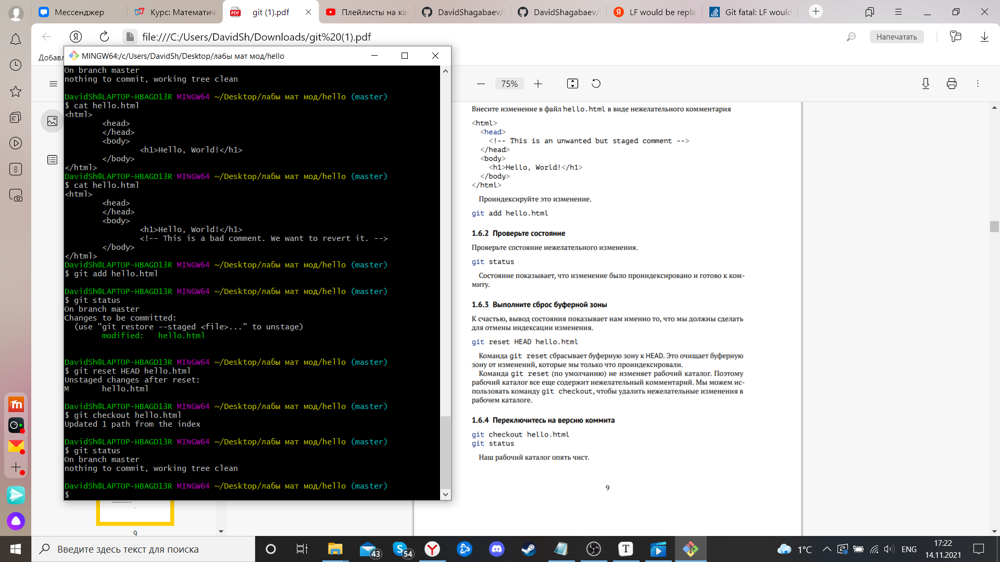 Мессенджер
Курс: Математич
git (1).pdf
Плейлисты на ка
DavidShagabaev/
DavidShagabaev/
LF would be repla
Git fatal: LF would
file:///C:/Users/DavidSh/Downloads/git%20(1).pdf
Напечатать
Добавл
MINGW64:/c/Users/DavidSh/Desktop/лабы мат мод/hello
75%
On branch master
nothing to commit, working tree clean
DavidSh@LAPTOP-HBAGD13R MINGW64 ~/Desktop/лабы мат мод/hello (master)
$ cat hello.html
<html>
<head>
</head>
<body>
<h1>Hello, World!</h1>
</body>
</html>
DavidSh@LAPTOP-HBAGD13R MINGW64 ~/Desktop/лабы мат мод/hello (master)
$ cat hello.html
<html>
<head>
</head>
<body>
<h1>Hello, World!</h1>
<!-- This is a bad comment. We want to revert it. -->
</body>
</html>
DavidSh@LAPTOP-HBAGD13R MINGW64 ~/Desktop/лабы мат мод/hello (master)
$ git add hello.html
DavidSh@LAPTOP-HBAGD13R MINGW64 ~/Desktop/лабы мат мод/hello (master)
$ git status
On branch master
Changes to be committed:
(use "git restore --staged <file>..." to unstage)
modified:   hello.html
DavidSh@LAPTOP-HBAGD13R MINGW64 ~/Desktop/лабы мат мод/hello (master)
$ git reset HEAD hello.html
Unstaged changes after reset:
M       hello.html
DavidSh@LAPTOP-HBAGD13R MINGW64 ~/Desktop/лабы мат мод/hello (master)
$ git checkout hello.html
Updated 1 path from the index
DavidSh@LAPTOP-HBAGD13R MINGW64 ~/Desktop/лабы мат мод/hello (master)
$ git status
On branch master
nothing to commit, working tree clean
DavidSh@LAPTOP-HBAGD13R MINGW64 ~/Desktop/лабы мат мод/hello (master)
$
Внесите изменение в файл hello.html в виде нежелательного комментария
<html>
<head>
<!-- This is an unwanted but staged comment -->
</head>
<body>
<h1>Hello, World!</h1>
</body>
</html>
Проиндексируйте это изменение.
git add hello.html
1.6.2 Проверьте состояние
Проверьте состояние нежелательного изменения.
git status
Состояние показывает, что изменение было проиндексировано и готово к ком-
миту.
1.6.3 Выполните сброс буферной зоны
К счастью, вывод состояния показывает нам именно то, что мы должны сделать
для отмены индексации изменения.
git reset HEAD hello.html
Команда git reset сбрасывает буферную зону к HEAD. Это очищает буферную
зону от изменений, которые мы только что проиндексировали.
Команда git reset (по умолчанию) не изменяет рабочий каталог. Поэтому
рабочий каталог все еще содержит нежелательный комментарий. Мы можем ис-
пользовать команду git checkout, чтобы удалить нежелательные изменения в
рабочем каталоге.
1.6.4 Переключитесь на версию коммита
git checkout hello.html
git status
Наш рабочий каталог опять чист.
9
9
8
Введите здесь текст для поиска
43
54
1°C
ENG
17:22
14.11.2021